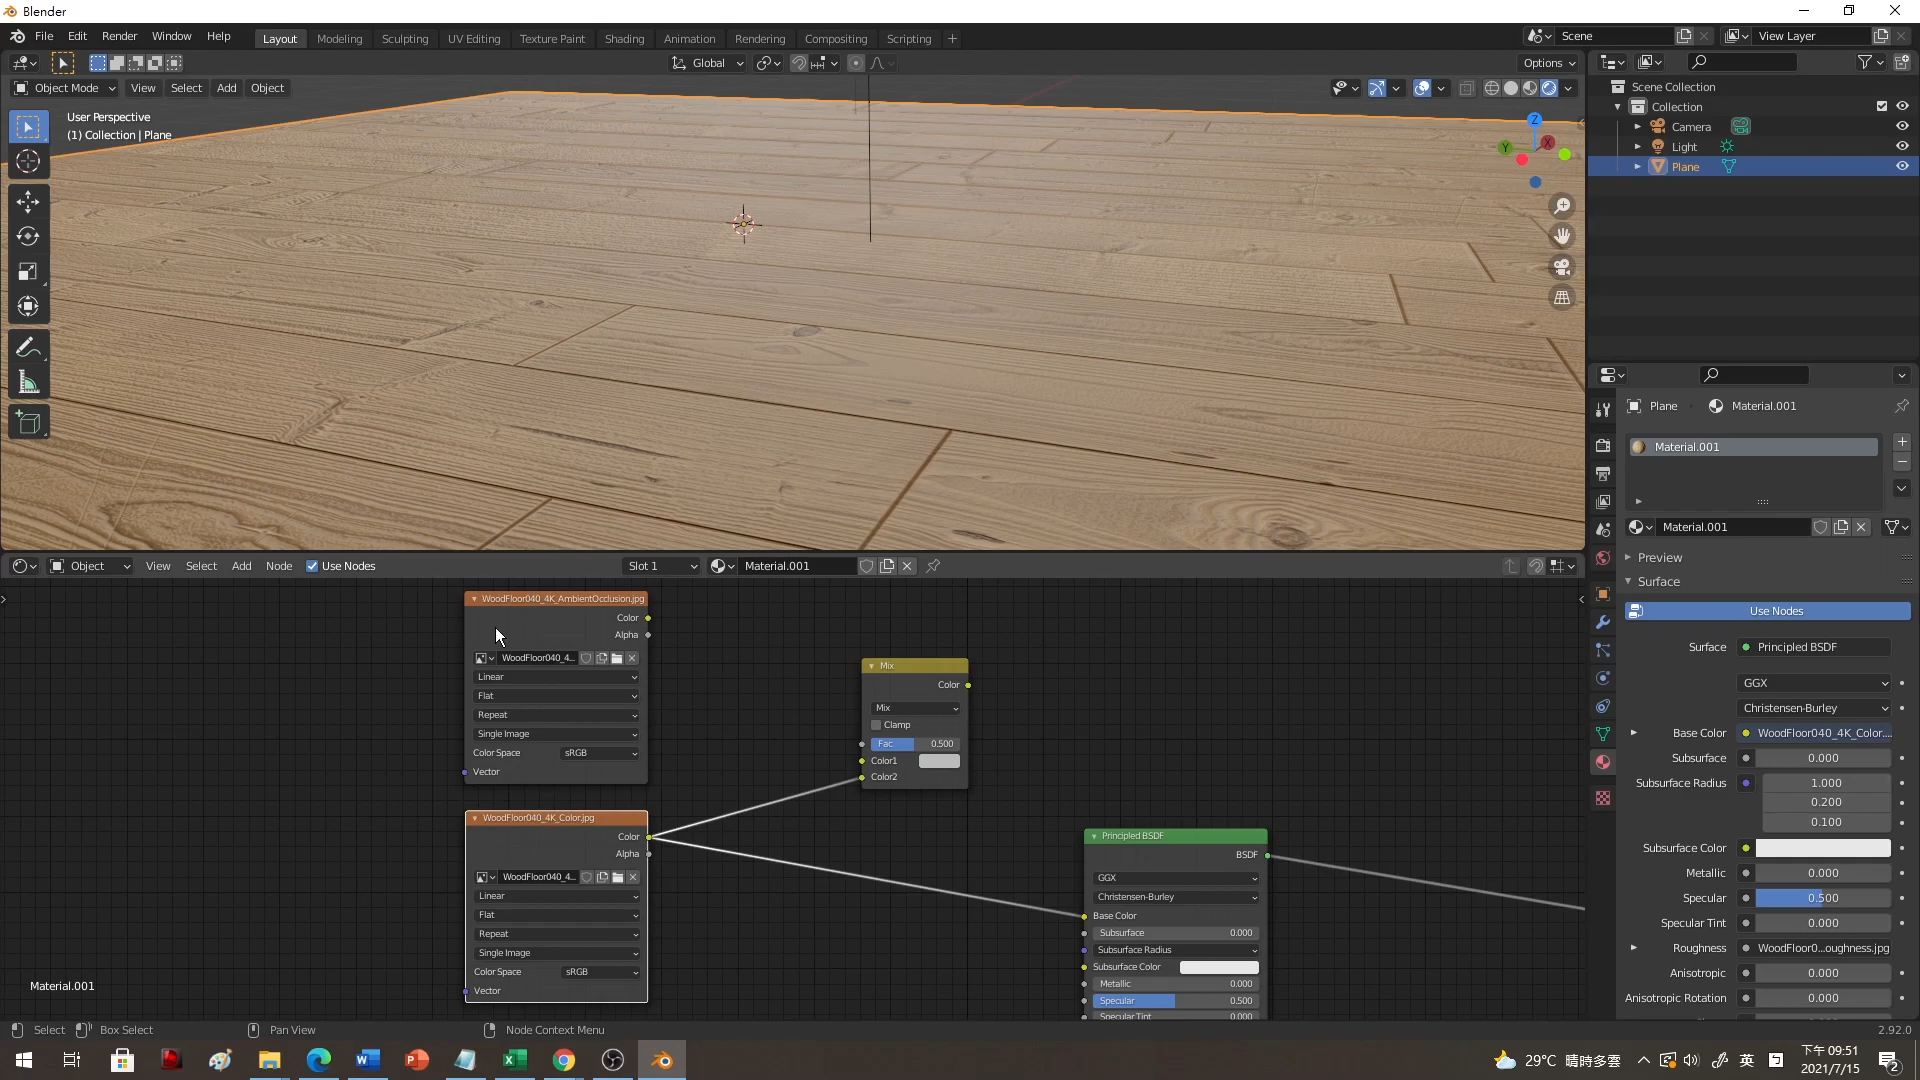 Blender
File Edit Render Window Help Layout Modeling Sculpting UV Editing Texture Paint Shading Animation Rendering Compositing Scripting + Scene View Layer
Global Options
Object Mode View Select Add Object
User Perspective
(1) Collection | Plane
Z
Y
X
Scene Collection
Collection
Camera
Light
Plane
Plane Material.001
Material.001
Material.001
Preview
Surface
Use Nodes
Surface Principled BSDF
GGX
Christensen-Burley
Base Color WoodFloor040_4K_Color....
Subsurface 0.000
Subsurface Radius 1.000
0.200
0.100
Subsurface Color
Metallic 0.000
Specular 0.500
Specular Tint 0.000
Roughness WoodFloor0...oughness.jpg
Anisotropic 0.000
Anisotropic Rotation 0.000
Object View Select Add Node Use Nodes Slot 1 Material.001
WoodFloor040_4K_AmbientOcclusion.jpg
Color
Alpha
WoodFloor040_4...
Linear
Flat
Repeat
Single Image
Color Space sRGB
Vector
WoodFloor040_4K_Color.jpg
Color
Alpha
WoodFloor040_4...
Linear
Flat
Repeat
Single Image
Color Space sRGB
Vector
Mix
Color
Mix
Clamp
Fac 0.500
Color1
Color2
Principled BSDF
BSDF
GGX
Christensen-Burley
Base Color
Subsurface 0.000
Subsurface Radius
Subsurface Color
Metallic 0.000
Specular 0.500
Specular Tint 0.000
Material.001
Select Box Select Pan View Node Context Menu 2.92.0
29°C 晴時多雲 英 下午 09:51
2021/7/15
2